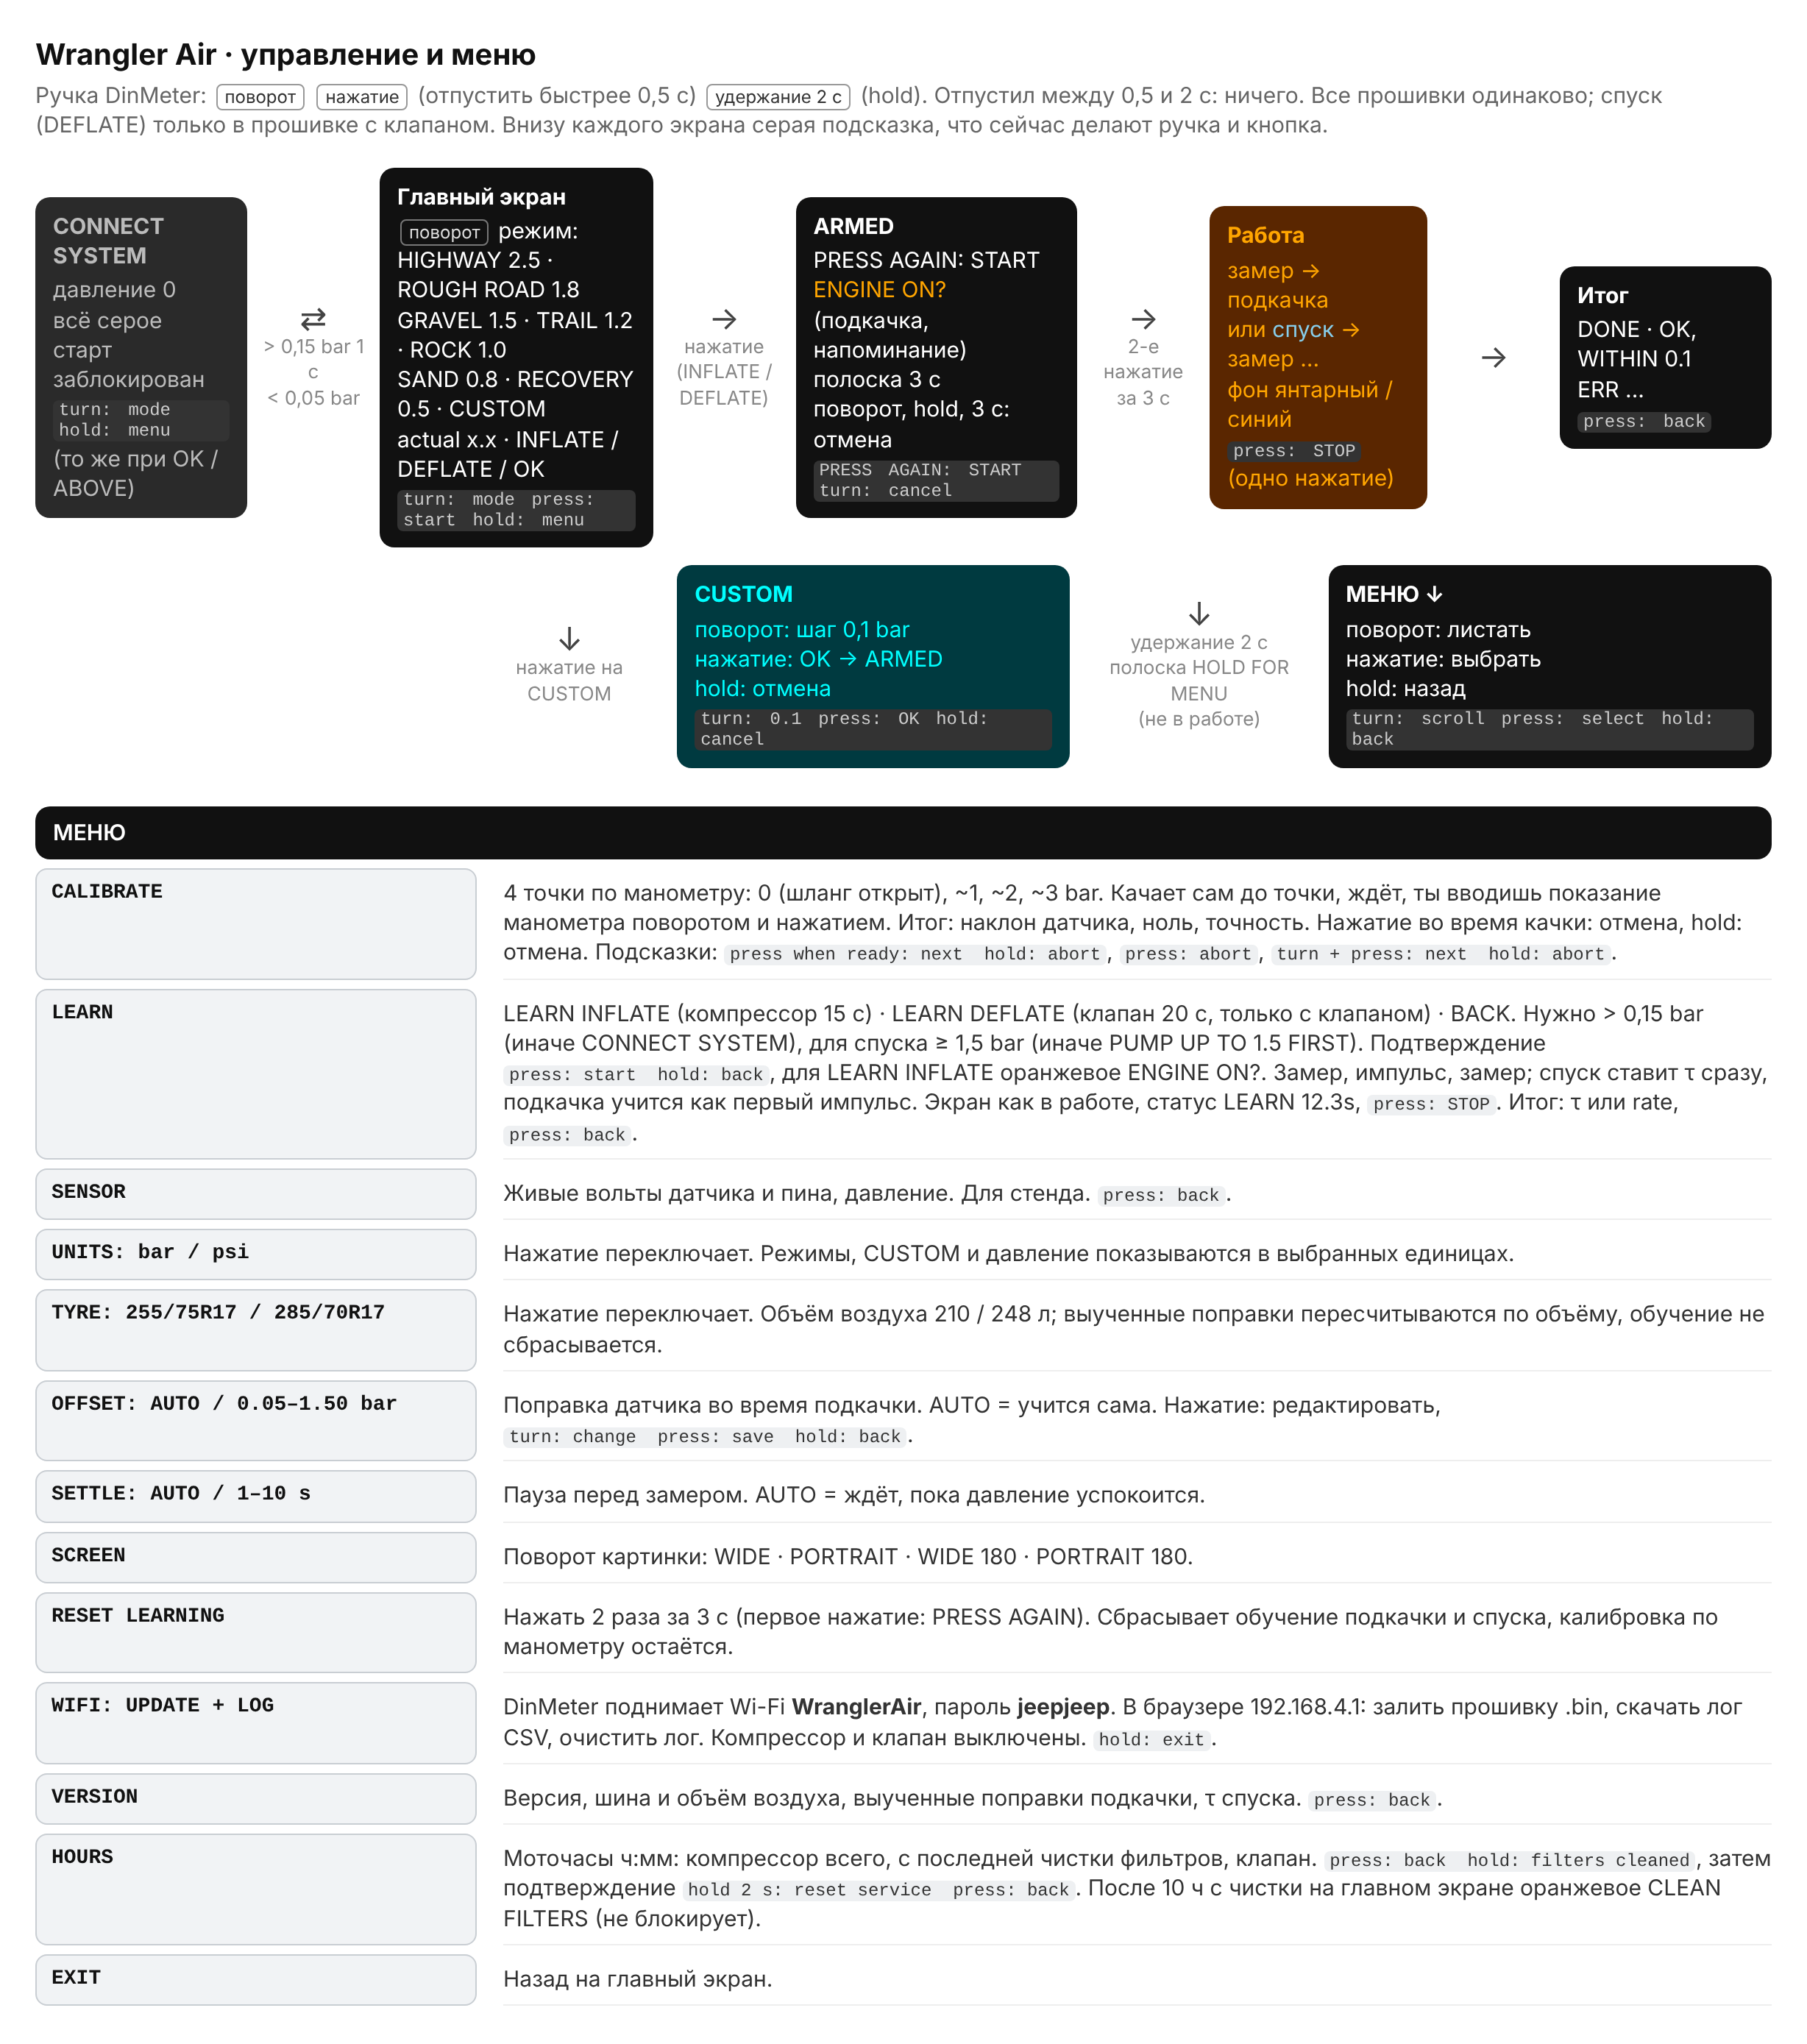 Wrangler Air · управление и меню
Ручка DinMeter: поворот нажатие (отпустить быстрее 0,5 с) удержание 2 с (hold). Отпустил между 0,5 и 2 с: ничего. Все прошивки одинаково; спуск
(DEFLATE) только в прошивке с клапаном. Внизу каждого экрана серая подсказка, что сейчас делают ручка и кнопка.
CONNECT
SYSTEM
давление 0
всё серое
старт
заблокирован
turn: mode
hold: menu
(то же при OK /
ABOVE)
⇄
> 0,15 bar 1
с
< 0,05 bar
Главный экран
поворот режим:
HIGHWAY 2.5 ·
ROUGH ROAD 1.8
GRAVEL 1.5 · TRAIL 1.2
· ROCK 1.0
SAND 0.8 · RECOVERY
0.5 · CUSTOM
actual x.x · INFLATE /
DEFLATE / OK
turn: mode press:
start hold: menu
→
нажатие
(INFLATE /
DEFLATE)
ARMED
PRESS AGAIN: START
ENGINE ON?
(подкачка,
напоминание)
полоска 3 с
поворот, hold, 3 с:
отмена
PRESS AGAIN: START
turn: cancel
→
2-е
нажатие
за 3 с
Работа
замер →
подкачка
или спуск →
замер ...
фон янтарный /
синий
press: STOP
(одно нажатие)
→
Итог
DONE · OK,
WITHIN 0.1
ERR ...
press: back
↓
нажатие на
CUSTOM
CUSTOM
поворот: шаг 0,1 bar
нажатие: OK → ARMED
hold: отмена
turn: 0.1 press: OK hold:
cancel
↓
удержание 2 с
полоска HOLD FOR
MENU
(не в работе)
МЕНЮ ↓
поворот: листать
нажатие: выбрать
hold: назад
turn: scroll press: select hold:
back
МЕНЮ
CALIBRATE
4 точки по манометру: 0 (шланг открыт), ~1, ~2, ~3 bar. Качает сам до точки, ждёт, ты вводишь показание
манометра поворотом и нажатием. Итог: наклон датчика, ноль, точность. Нажатие во время качки: отмена, hold:
отмена. Подсказки: press when ready: next hold: abort, press: abort, turn + press: next hold: abort.
LEARN
LEARN INFLATE (компрессор 15 с) · LEARN DEFLATE (клапан 20 с, только с клапаном) · BACK. Нужно > 0,15 bar
(иначе CONNECT SYSTEM), для спуска ≥ 1,5 bar (иначе PUMP UP TO 1.5 FIRST). Подтверждение
press: start hold: back, для LEARN INFLATE оранжевое ENGINE ON?. Замер, импульс, замер; спуск ставит τ сразу,
подкачка учится как первый импульс. Экран как в работе, статус LEARN 12.3s, press: STOP. Итог: τ или rate,
press: back.
SENSOR
Живые вольты датчика и пина, давление. Для стенда. press: back.
UNITS: bar / psi
Нажатие переключает. Режимы, CUSTOM и давление показываются в выбранных единицах.
TYRE: 255/75R17 / 285/70R17
Нажатие переключает. Объём воздуха 210 / 248 л; выученные поправки пересчитываются по объёму, обучение не
сбрасывается.
OFFSET: AUTO / 0.05–1.50 bar
Поправка датчика во время подкачки. AUTO = учится сама. Нажатие: редактировать,
turn: change press: save hold: back.
SETTLE: AUTO / 1–10 s
Пауза перед замером. AUTO = ждёт, пока давление успокоится.
SCREEN
Поворот картинки: WIDE · PORTRAIT · WIDE 180 · PORTRAIT 180.
RESET LEARNING
Нажать 2 раза за 3 с (первое нажатие: PRESS AGAIN). Сбрасывает обучение подкачки и спуска, калибровка по
манометру остаётся.
WIFI: UPDATE + LOG
DinMeter поднимает Wi-Fi WranglerAir, пароль jeepjeep. В браузере 192.168.4.1: залить прошивку .bin, скачать лог
CSV, очистить лог. Компрессор и клапан выключены. hold: exit.
VERSION
Версия, шина и объём воздуха, выученные поправки подкачки, τ спуска. press: back.
HOURS
Моточасы ч:мм: компрессор всего, с последней чистки фильтров, клапан. press: back hold: filters cleaned, затем
подтверждение hold 2 s: reset service press: back. После 10 ч с чистки на главном экране оранжевое CLEAN
FILTERS (не блокирует).
EXIT
Назад на главный экран.